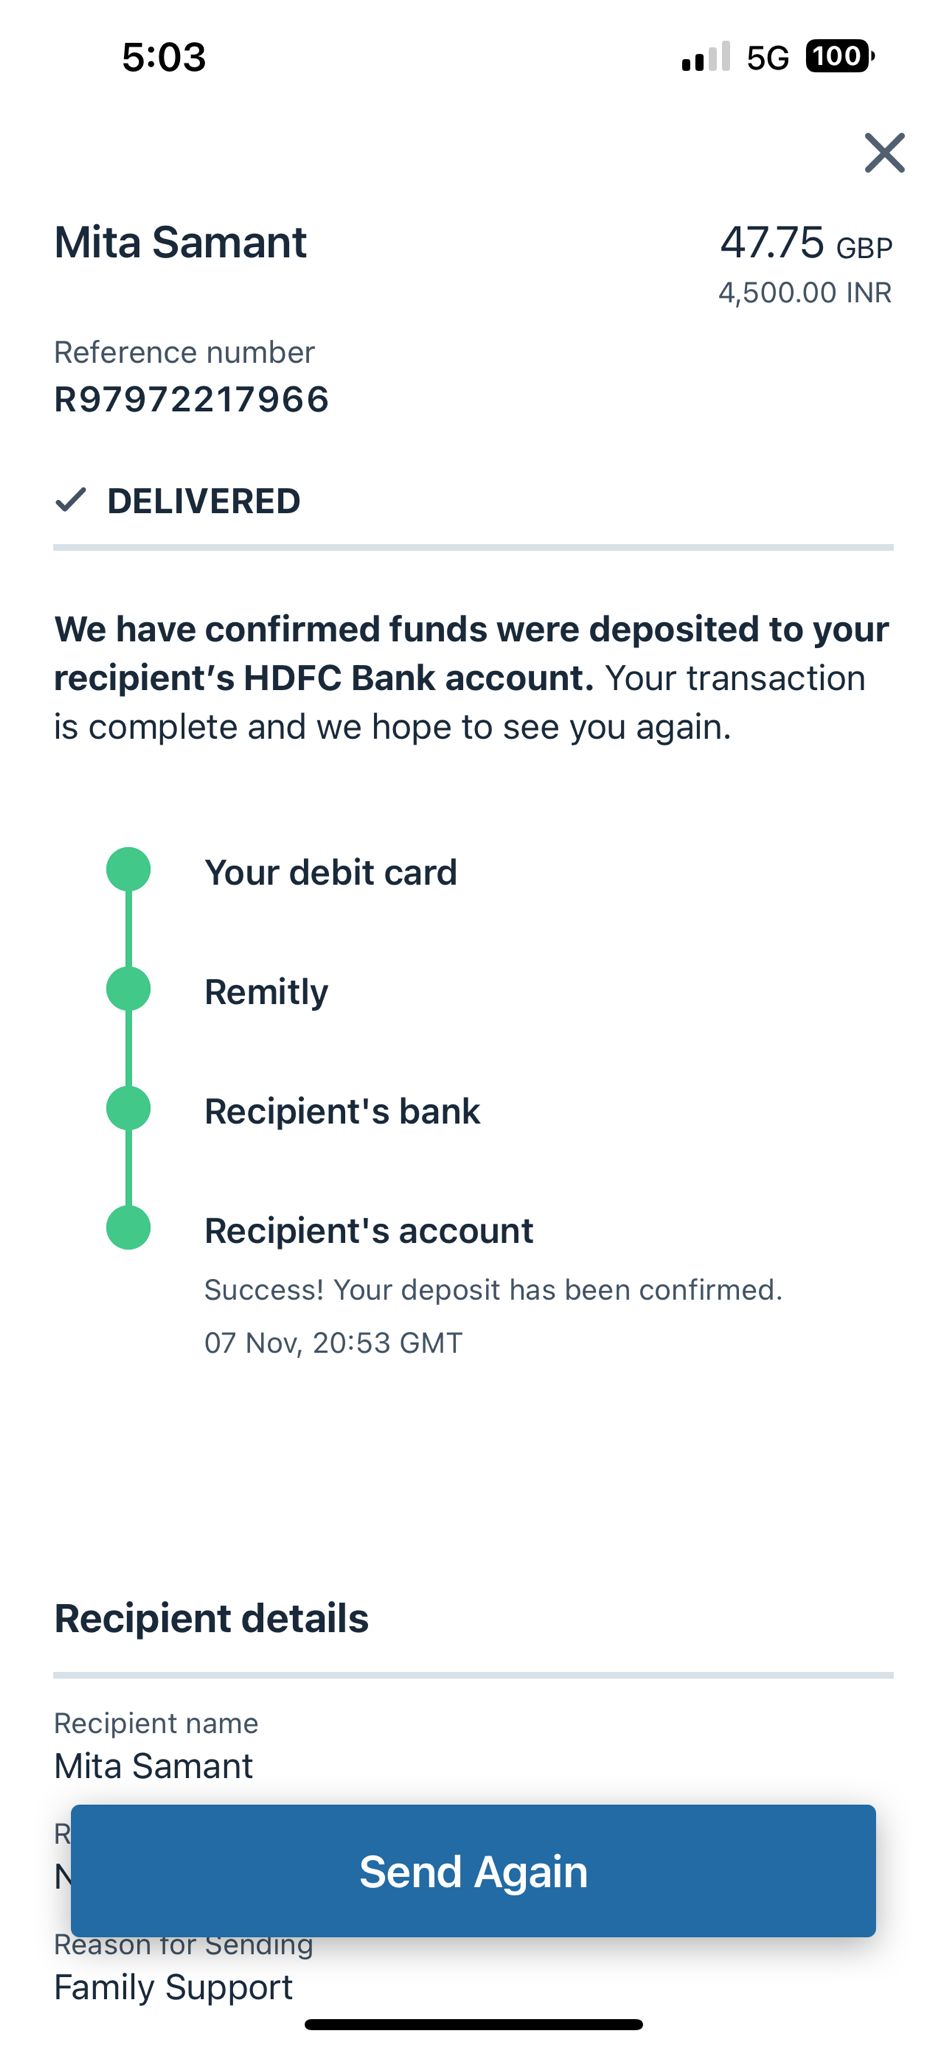 5:03
5G 100
Mita Samant
47.75 GBP
4,500.00 INR
Reference number
R97972217966
DELIVERED
We have confirmed funds were deposited to your
recipient’s HDFC Bank account. Your transaction
is complete and we hope to see you again.
Your debit card
Remitly
Recipient's bank
Recipient's account
Success! Your deposit has been confirmed.
07 Nov, 20:53 GMT
Recipient details
Recipient name
Mita Samant
Send Again
Reason for Sending
Family Support